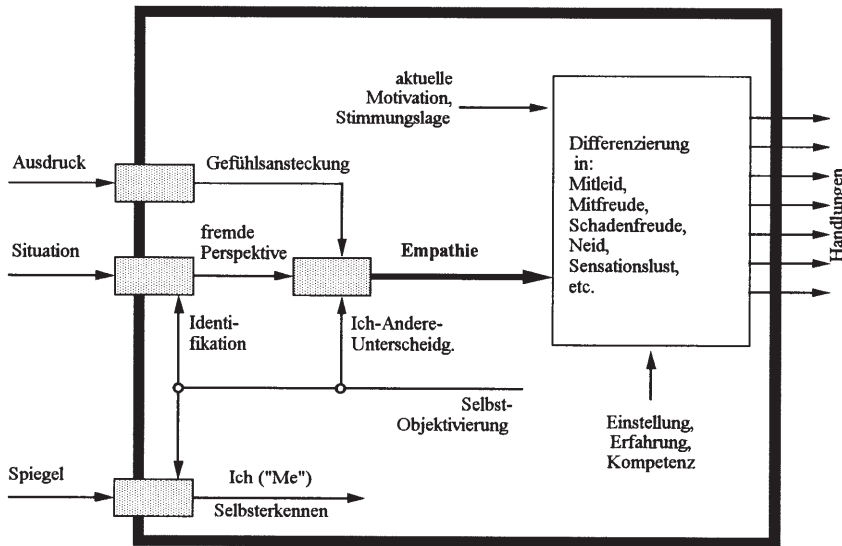 aktuelle
Motivation,
Stimmungslage
Ausdruck
Gefühlsansteckung
Differenzierung
in:
Mitleid,
Mitfreude,
Schadenfreude,
Neid,
Sensationslust,
etc.
Handlungen
Situation
fremde
Perspektive
Empathie
Identi-
fikation
Ich-Andere-
Unterscheidg.
Selbst-
Objektivierung
Einstellung,
Erfahrung,
Kompetenz
Spiegel
Ich ("Me")
Selbsterkennen